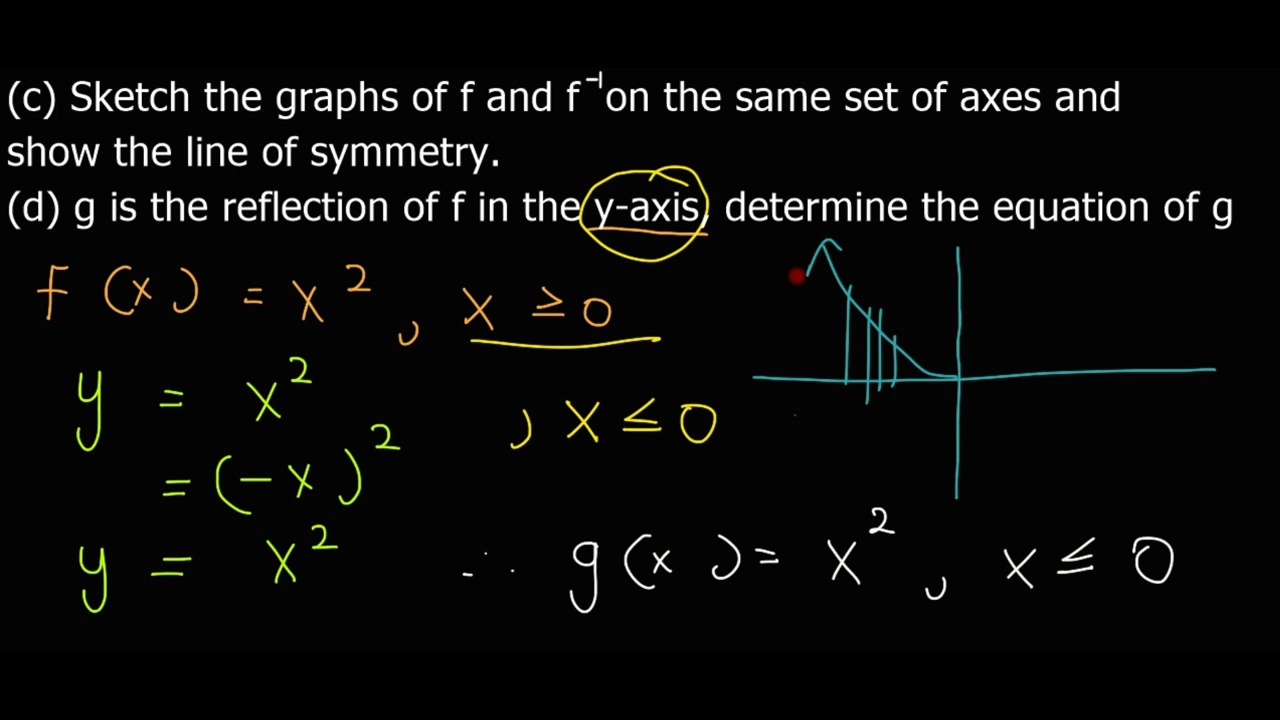 (c) Sketch the graphs of f and f⁻¹ on the same set of axes and
show the line of symmetry.
(d) g is the reflection of f in the y-axis, determine the equation of g
f(x) = x², x ≥ 0
y = x² , x ≤ 0
= (-x)²
y = x²
∴ g(x) = x², x ≤ 0